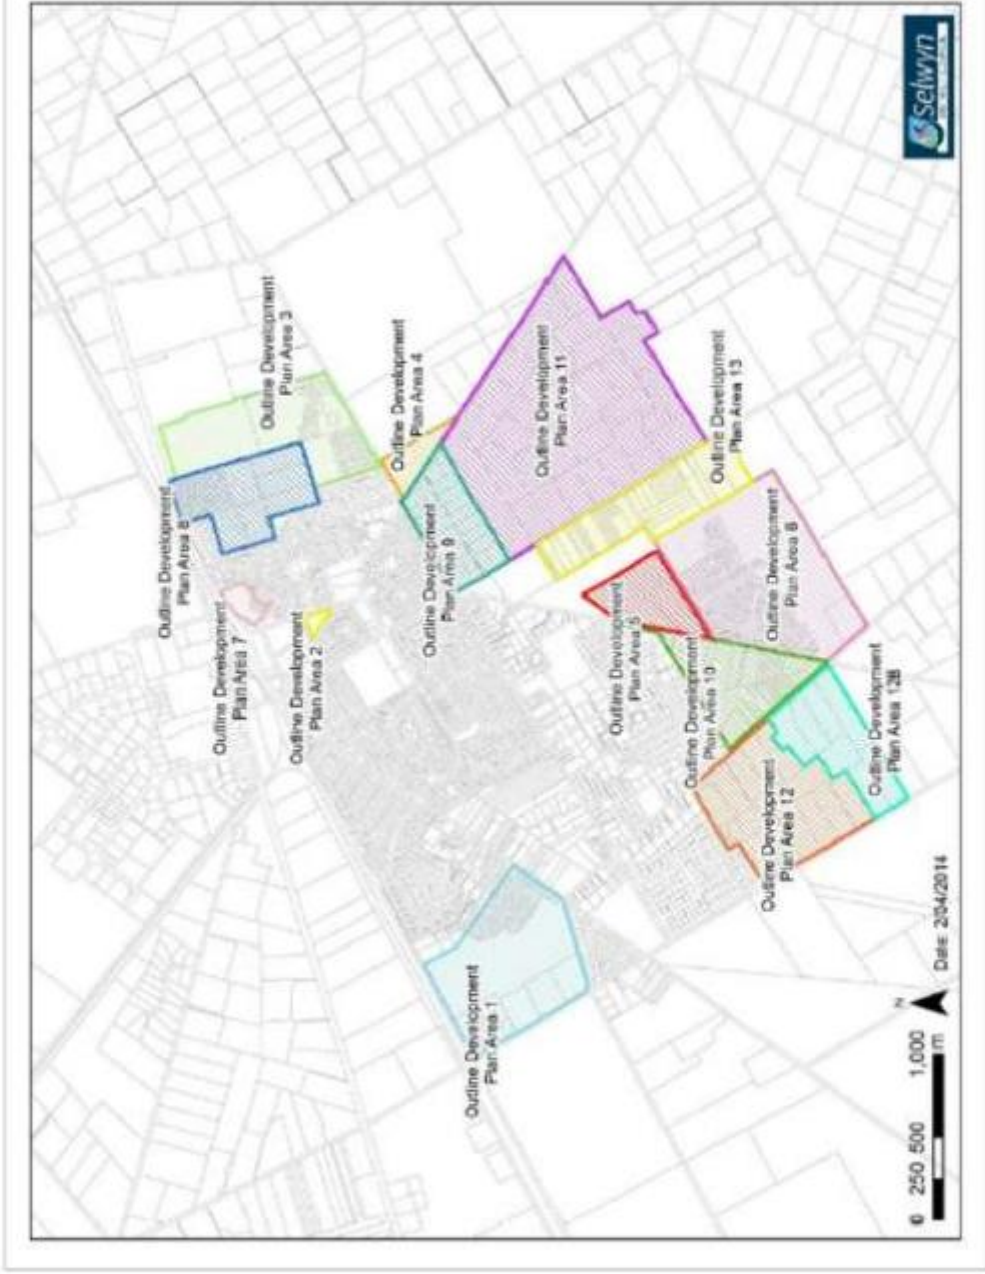 Outline Development
Plan Area
Outline Development
Plan Area 7
Outline Development
Plan Area 3
Outline Development
Plan Area 2
Outline Development
Plan Area 4
Outline Development
Plan Area 9
Outline Development
Plan Area 1
Outline Development
Plan Area 11
Outline Development
Plan Area 5
Outline Development
Plan Area 10
Outline Development
Plan Area 13
Outline Development
Plan Area 12
Outline Development
Plan Area
Outline Development
Plan Area 12B
0 250 500 1,000
m
N
Date: 2/04/2014
Selwyn